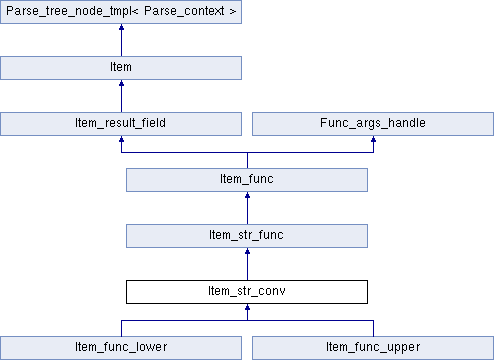 Parse_tree_node_tmpl< Parse_context >
Item
Item_result_field
Func_args_handle
Item_func
Item_str_func
Item_str_conv
Item_func_lower
Item_func_upper